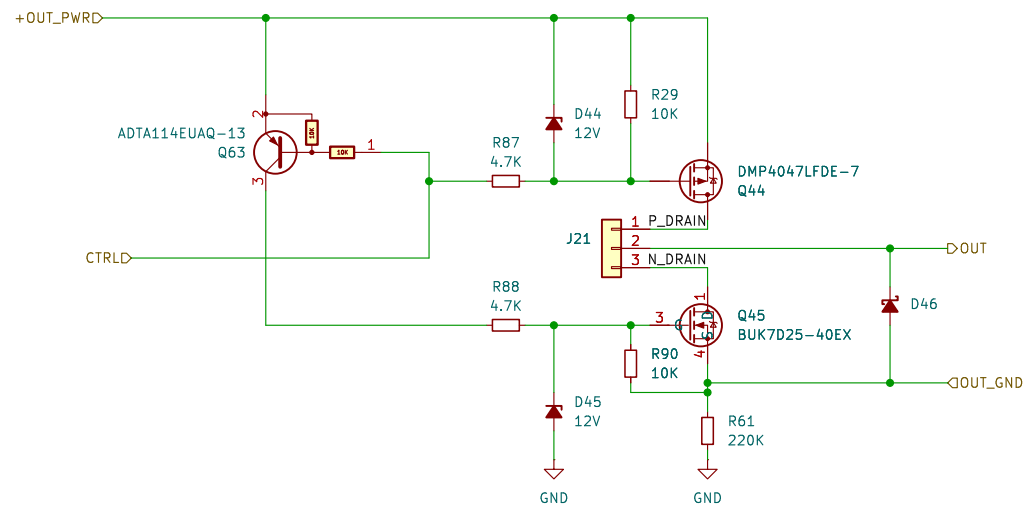 +OUT_PWR
2
ADTA114EUAQ-13
Q63
10K
10K
1
3
D44
12V
R29
10K
R87
4.7K
DMP4047LFDE-7
Q44
J21
1
2
3
P_DRAIN
N_DRAIN
OUT
CTRL
R88
4.7K
1
D
S
G
3
4
Q45
BUK7D25-40EX
D46
R90
10K
OUT_GND
D45
12V
R61
220K
GND
GND